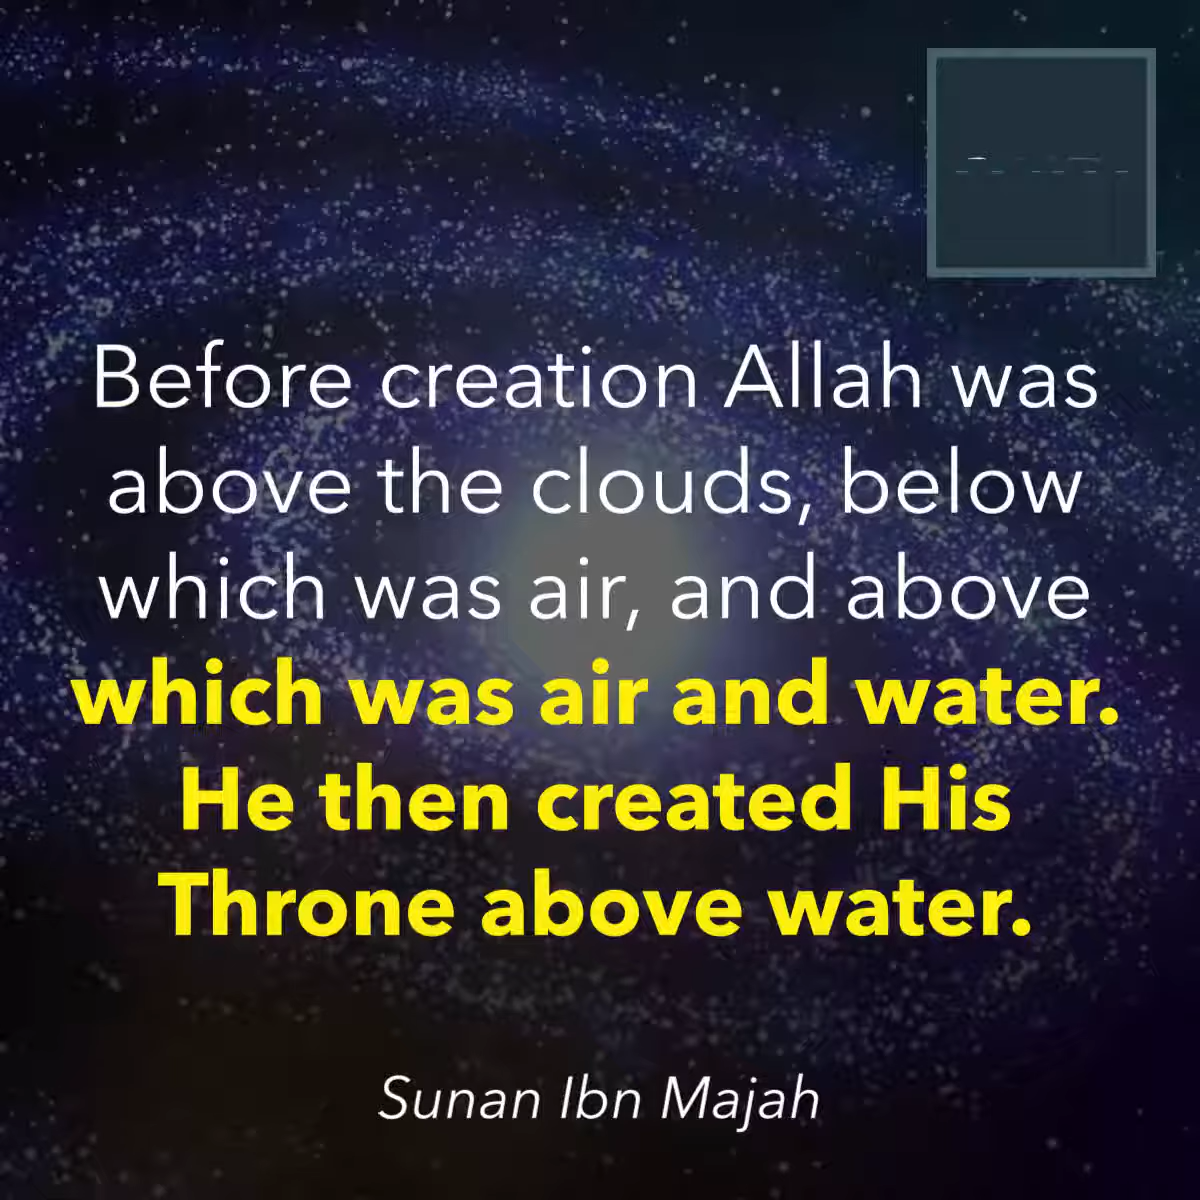 Before creation Allah was
above the clouds, below
which was air, and above
which was air and water.
He then created His
Throne above water.
Sunan Ibn Majah